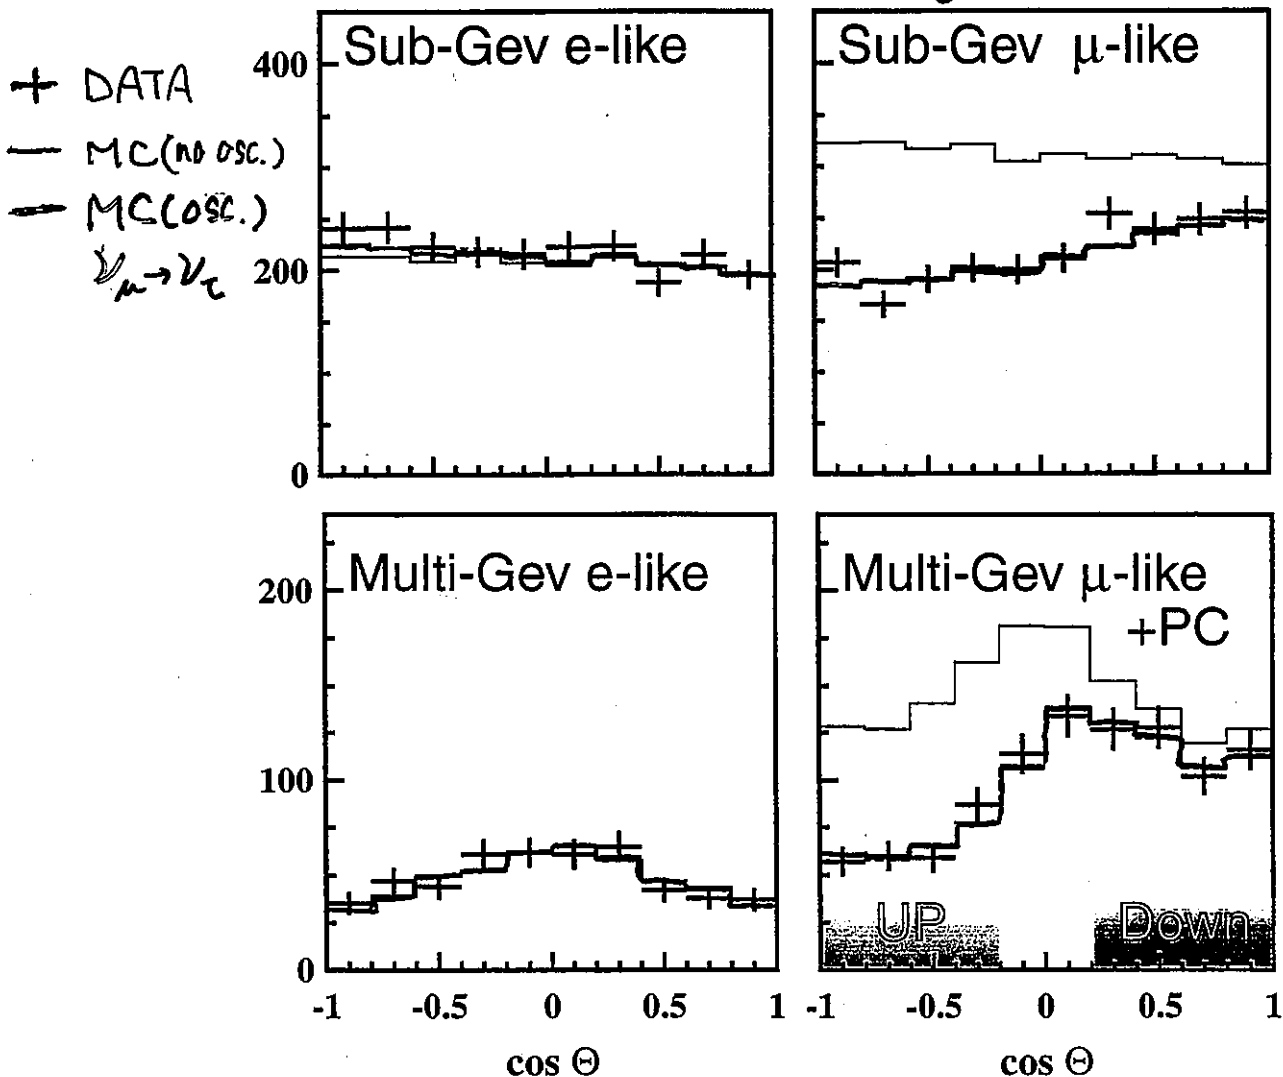 Sub-Gev e-like
Sub-Gev μ-like
400
200
0
+ DATA
— MC(no osc.)
— MC(osc.)
ν_μ→ν_τ
Multi-Gev e-like
Multi-Gev μ-like
+PC
200
100
0
UP
Down
-1 -0.5 0 0.5 1
-1 -0.5 0 0.5 1
cos Θ
cos Θ